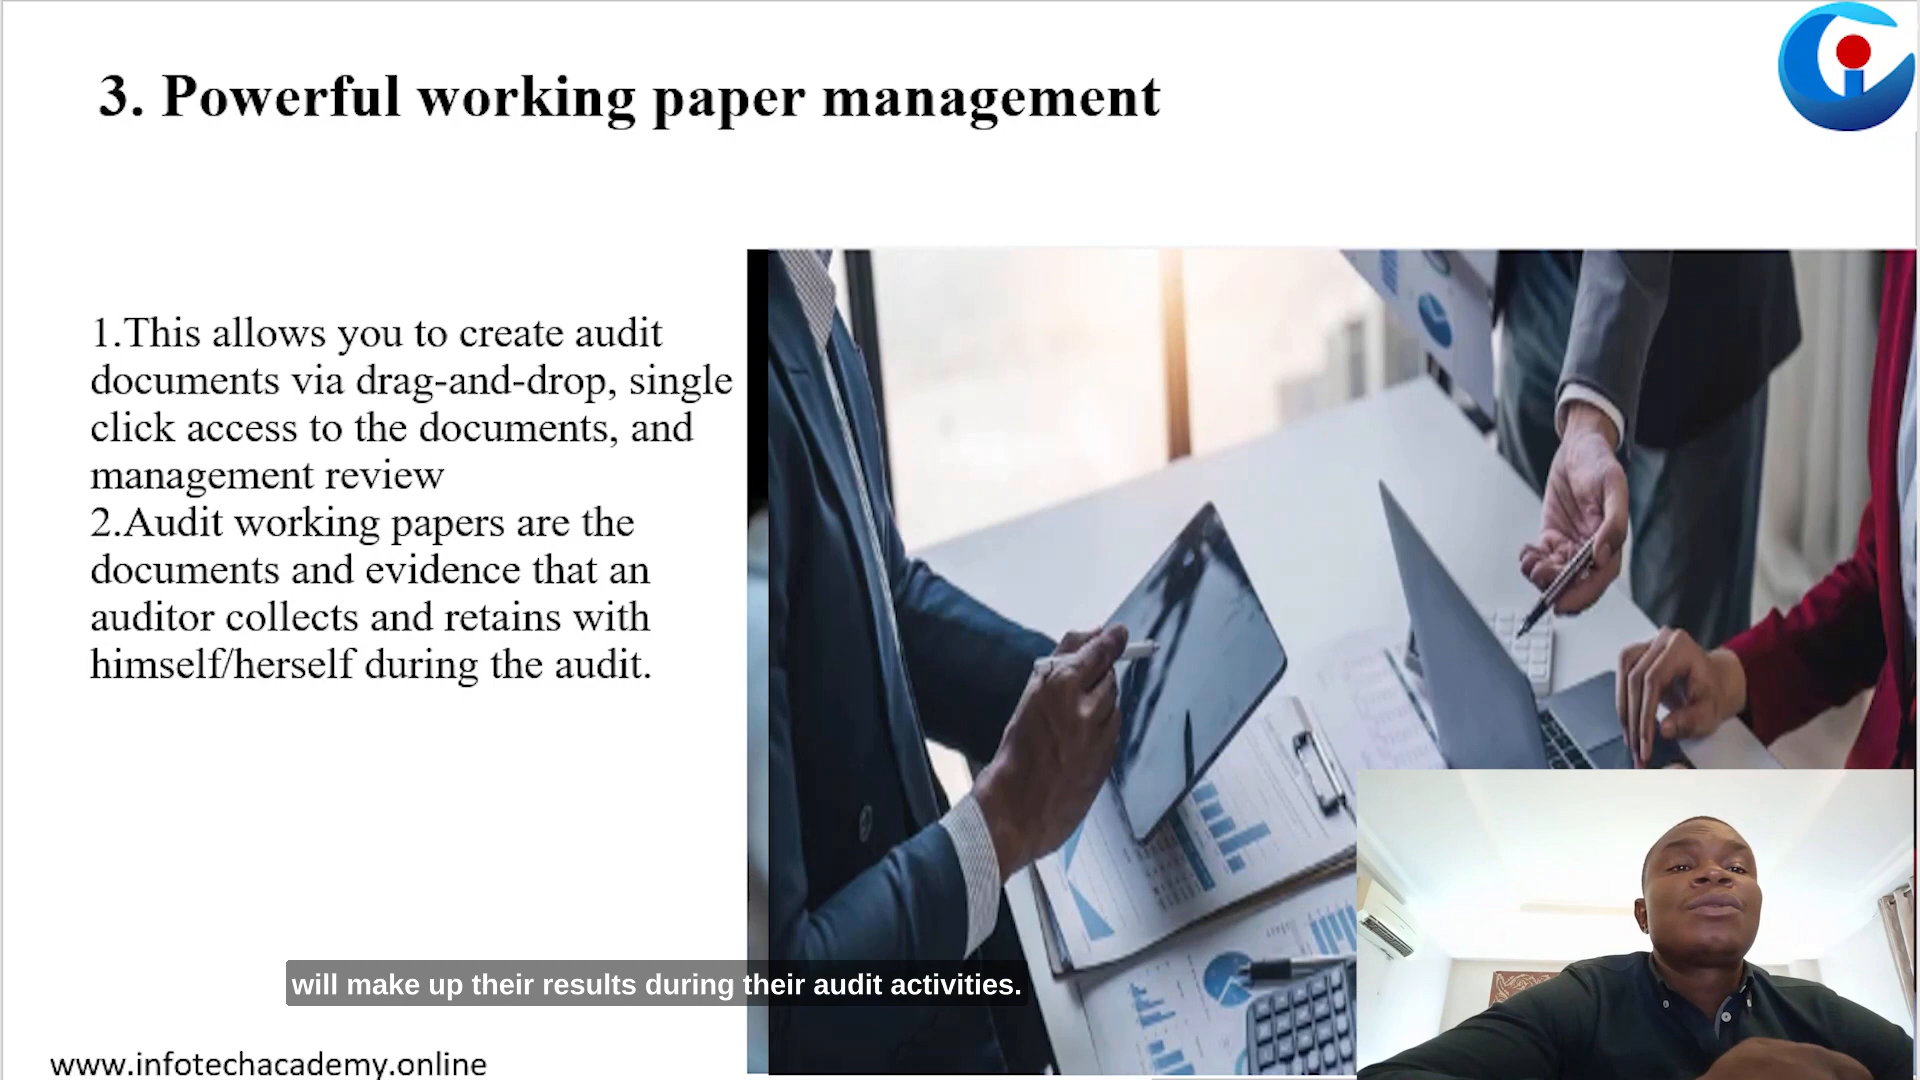 3. Powerful working paper management
1.This allows you to create audit
documents via drag-and-drop, single
click access to the documents, and
management review
2.Audit working papers are the
documents and evidence that an
auditor collects and retains with
himself/herself during the audit.
will make up their results during their audit activities.
www.infotechacademy.online